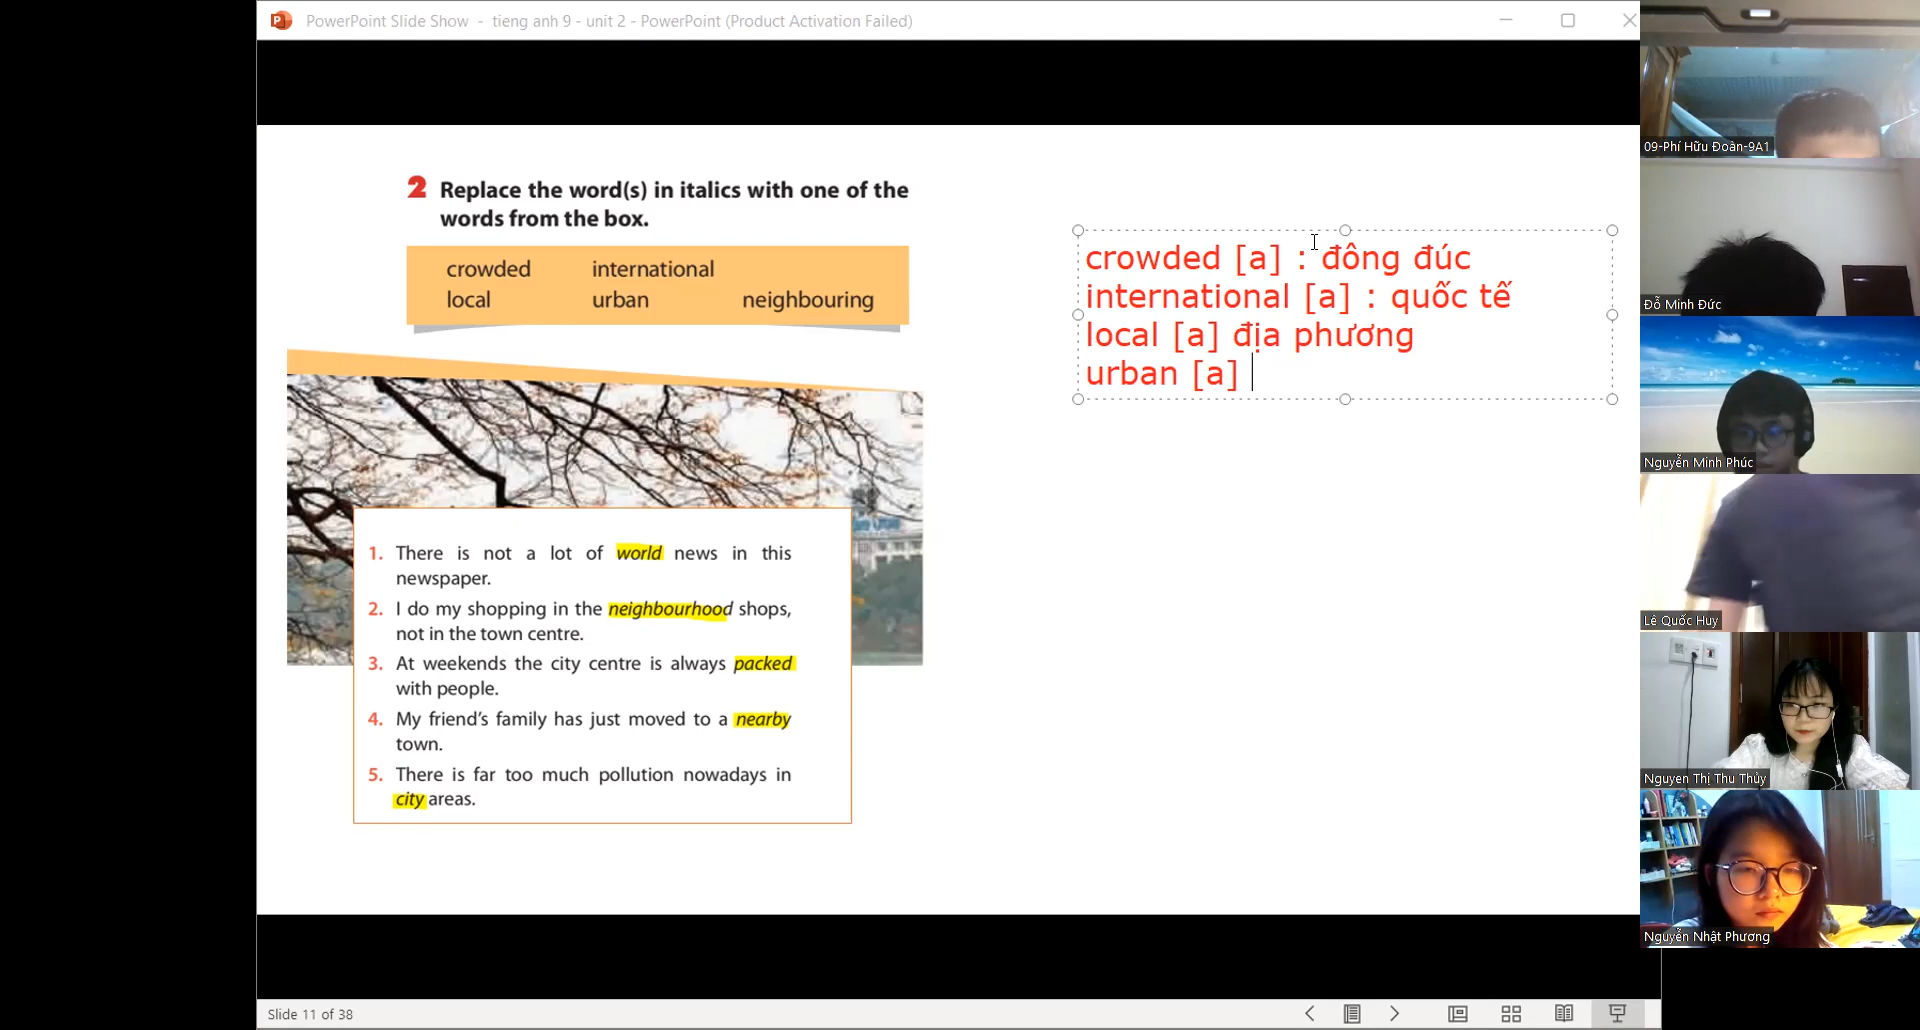 PowerPoint Slide Show - tieng anh 9 - unit 2 - PowerPoint (Product Activation Failed)
2 Replace the word(s) in italics with one of the
words from the box.
crowded international
local urban neighbouring
1. There is not a lot of world news in this
newspaper.
2. I do my shopping in the neighbourhood shops,
not in the town centre.
3. At weekends the city centre is always packed
with people.
4. My friend's family has just moved to a nearby
town.
5. There is far too much pollution nowadays in
city areas.
crowded [a] : đông đúc
international [a] : quốc tế
local [a] địa phương
urban [a]
09-Phí Hữu Đoàn-9A1
Đỗ Minh Đức
Nguyễn Minh Phúc
Lê Quốc Huy
Nguyen Thị Thu Thủy
Nguyễn Nhật Phương
Slide 11 of 38